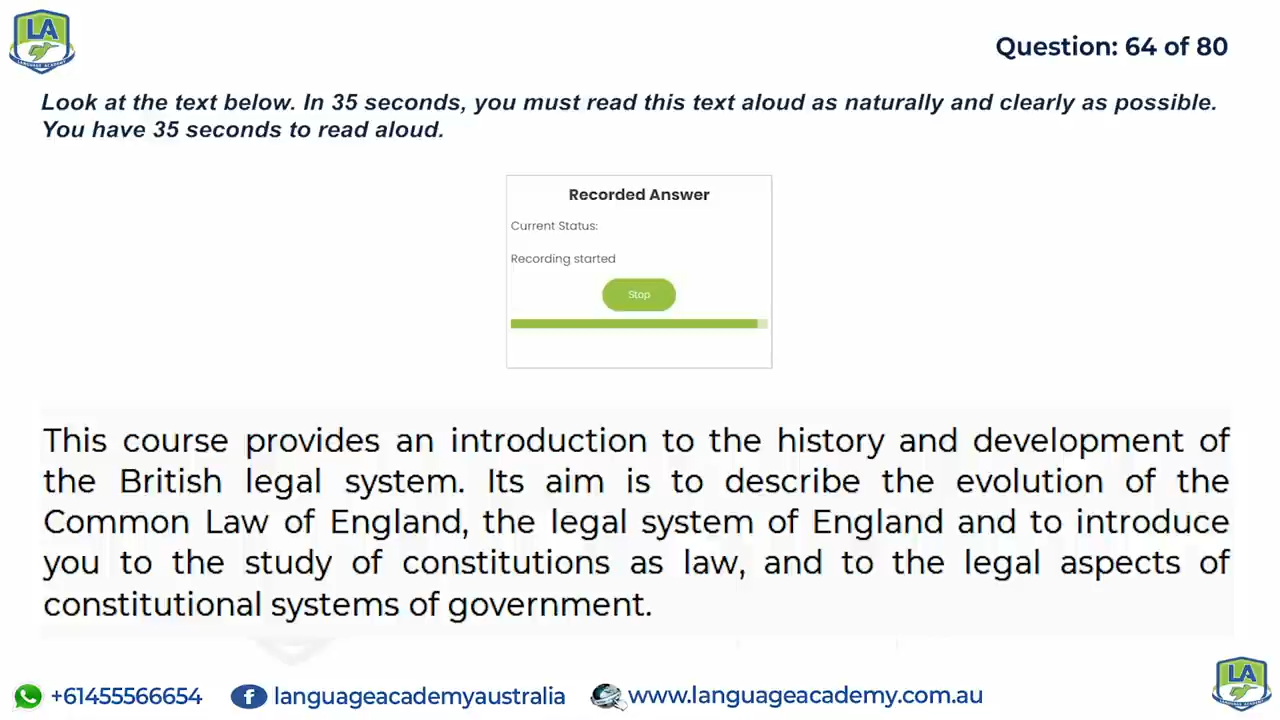 LA
LANGUAGE ACADEMY
Question: 64 of 80
Look at the text below. In 35 seconds, you must read this text aloud as naturally and clearly as possible.
You have 35 seconds to read aloud.
Recorded Answer
Current Status:
Recording started
Stop
This course provides an introduction to the history and development of
the British legal system. Its aim is to describe the evolution of the
Common Law of England, the legal system of England and to introduce
you to the study of constitutions as law, and to the legal aspects of
constitutional systems of government.
+61455566654 languageacademyaustralia www.languageacademy.com.au
LA